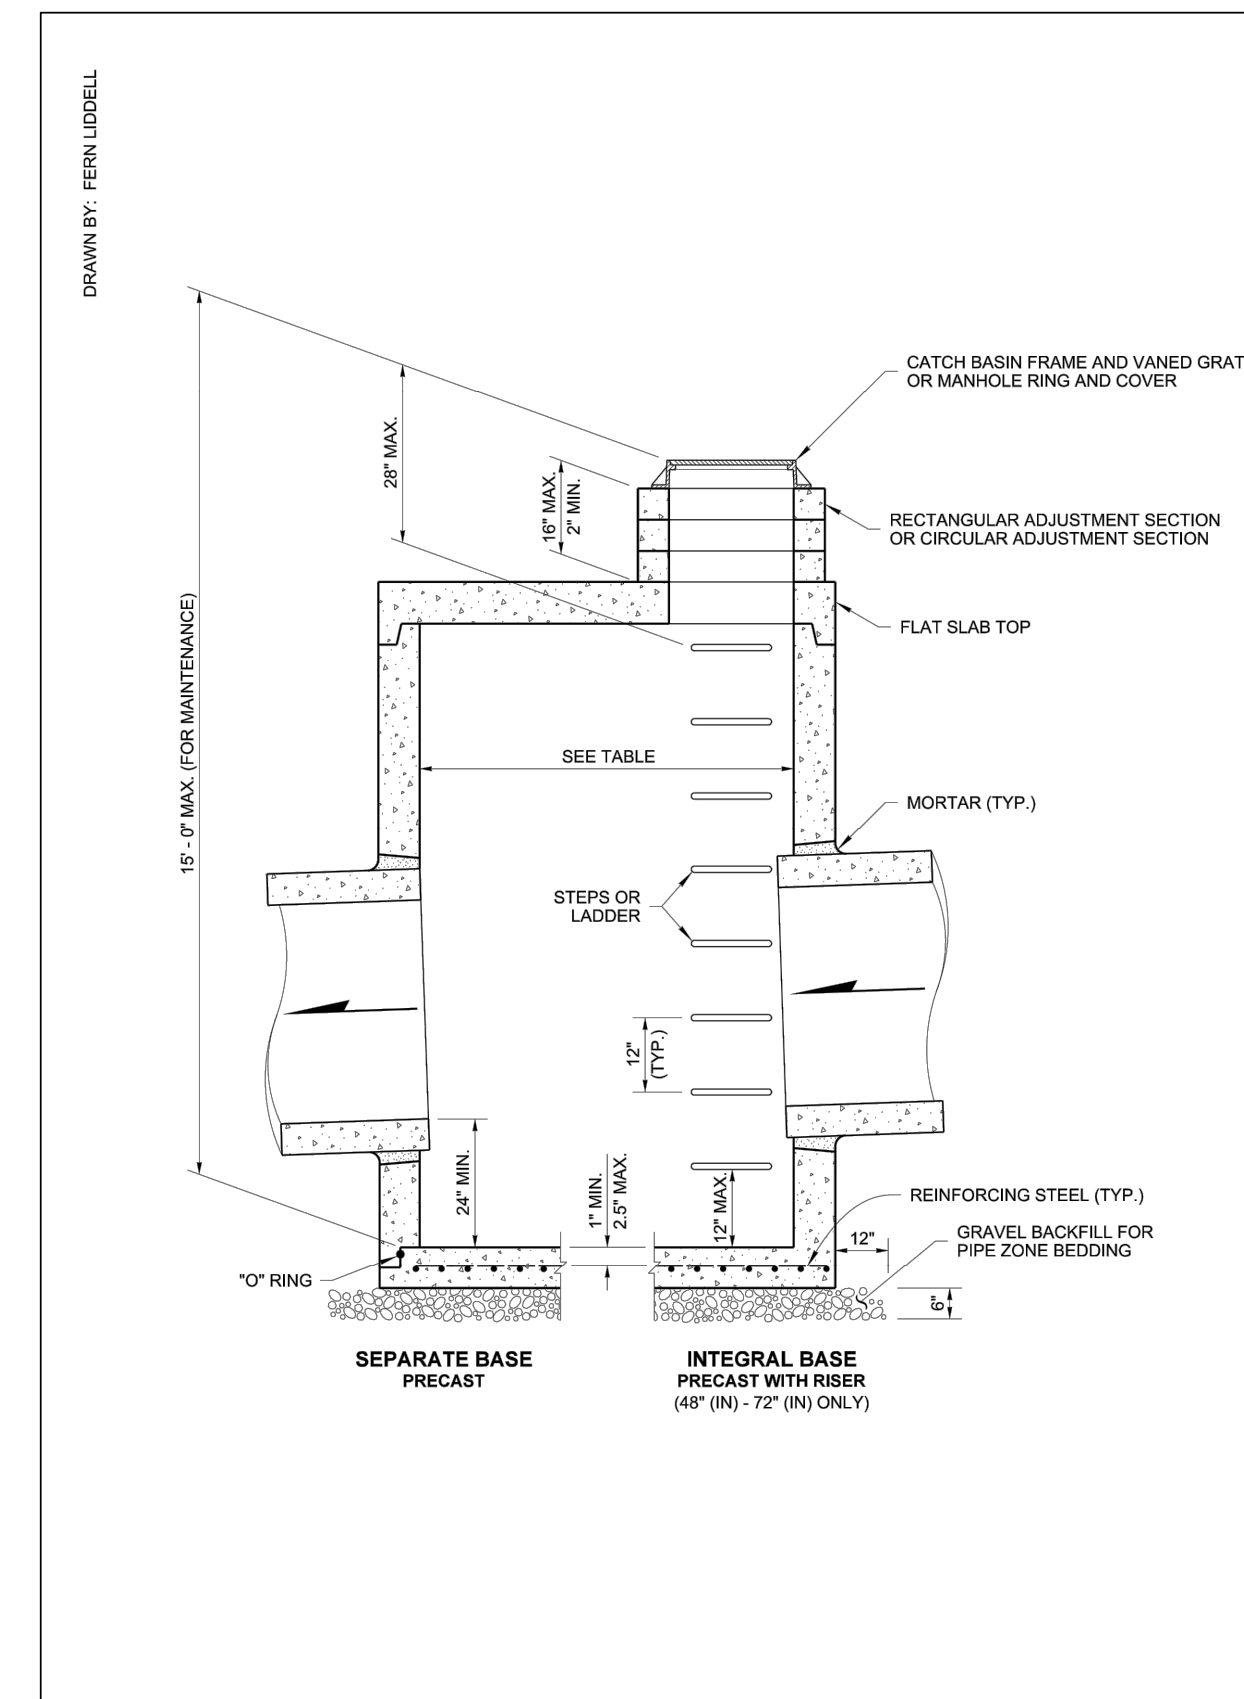 DRAWN BY: FERN LIDDELL
CATCH BASIN FRAME AND VANED GRAT
OR MANHOLE RING AND COVER
28" MAX.
16" MAX.
2" MIN.
RECTANGULAR ADJUSTMENT SECTION
OR CIRCULAR ADJUSTMENT SECTION
FLAT SLAB TOP
15' - 0" MAX. (FOR MAINTENANCE)
SEE TABLE
MORTAR (TYP.)
STEPS OR
LADDER
12"
(TYP.)
24" MIN.
1" MIN.
2.5" MAX.
12" MAX.
REINFORCING STEEL (TYP.)
12"
GRAVEL BACKFILL FOR
PIPE ZONE BEDDING
"O" RING
6"
SEPARATE BASE
PRECAST
INTEGRAL BASE
PRECAST WITH RISER
(48" (IN) - 72" (IN) ONLY)